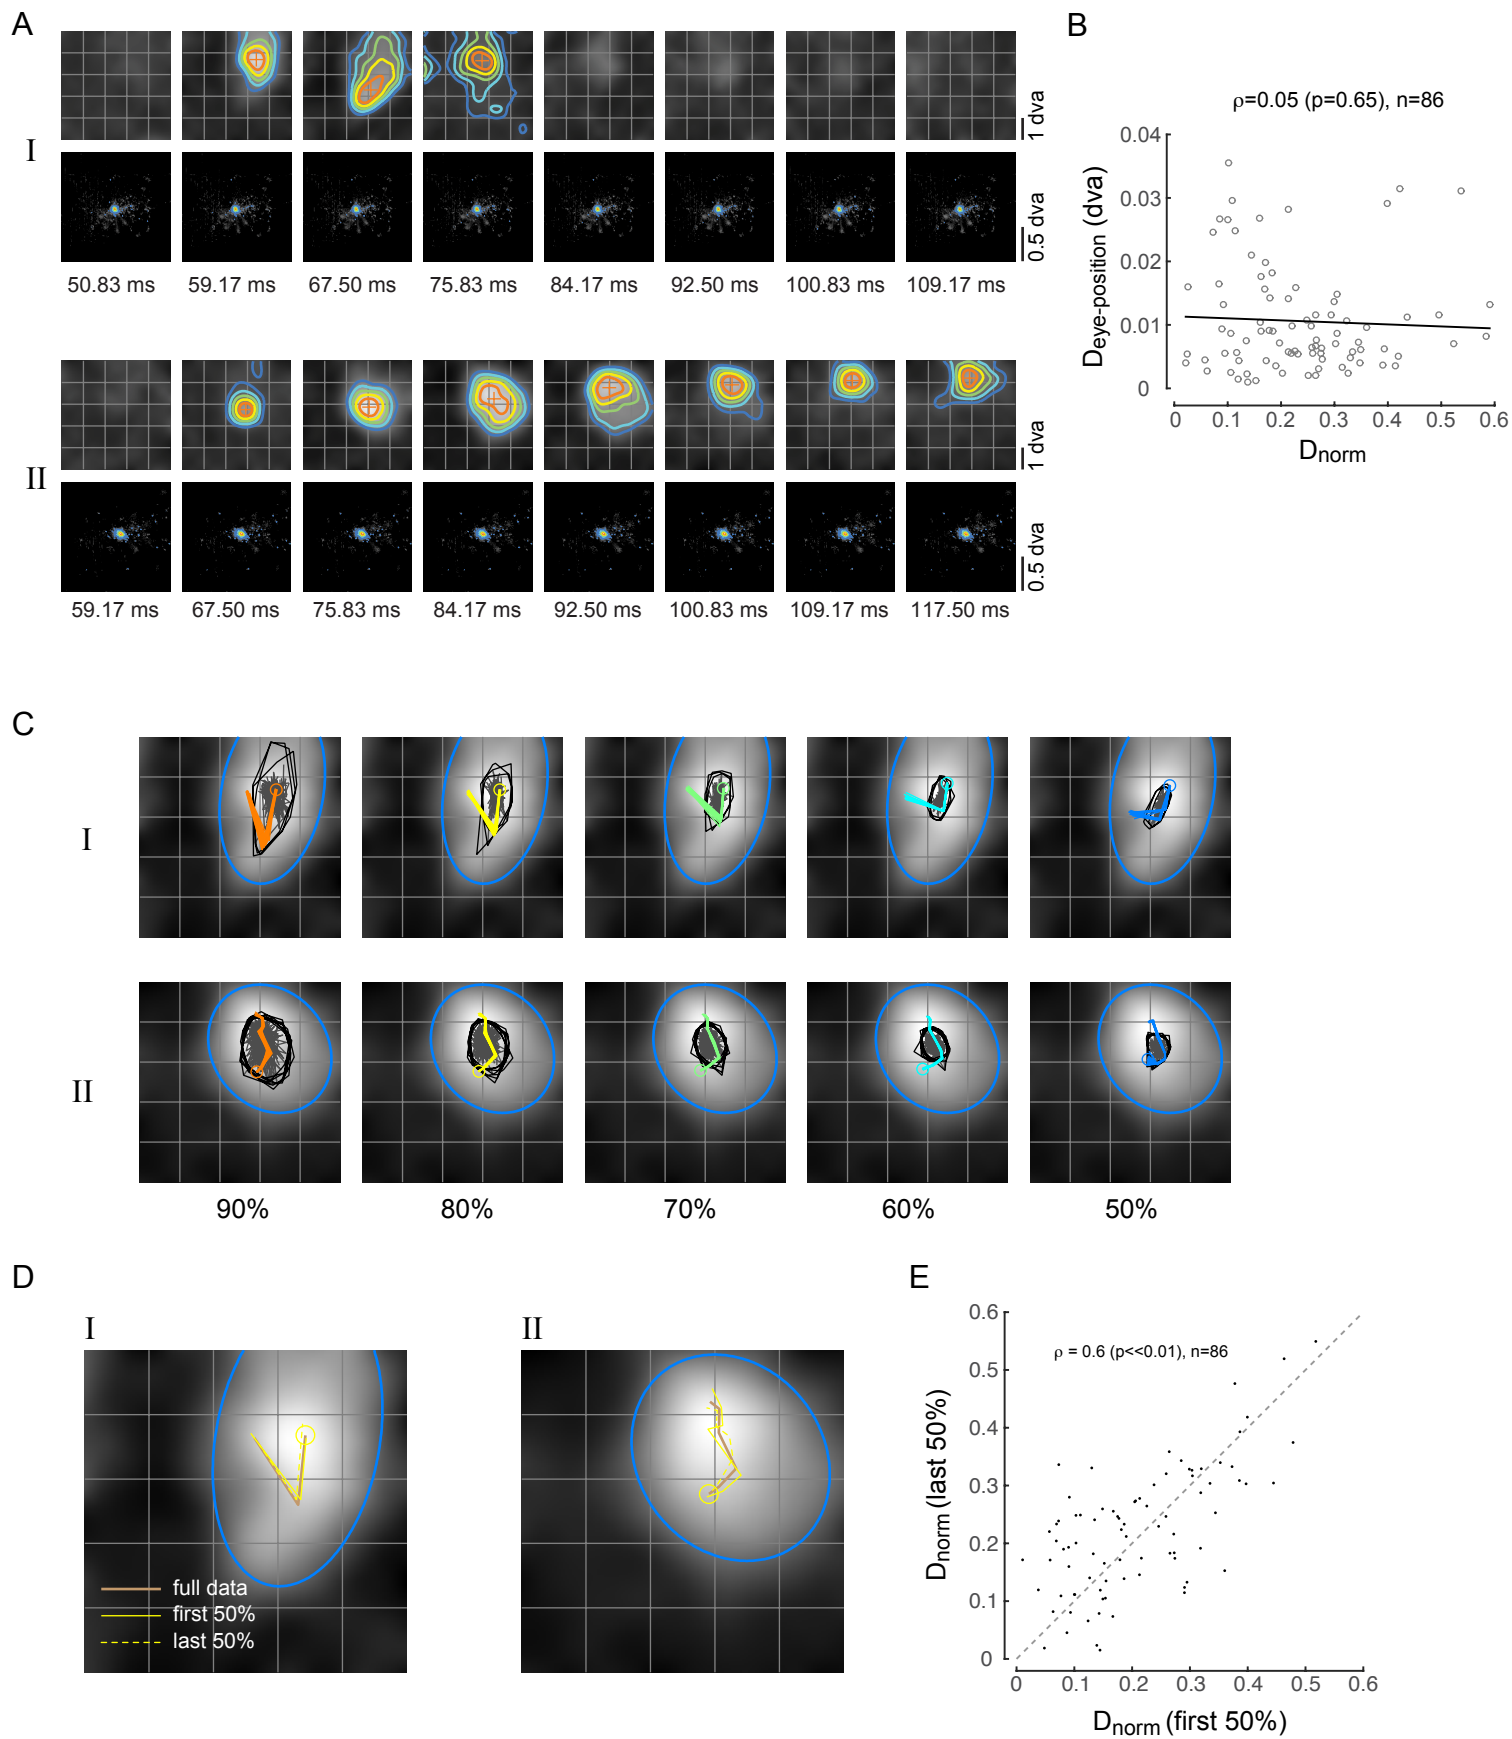 A
I
1 dva
0.5 dva
50.83 ms 59.17 ms 67.50 ms 75.83 ms 84.17 ms 92.50 ms 100.83 ms 109.17 ms
II
1 dva
0.5 dva
59.17 ms 67.50 ms 75.83 ms 84.17 ms 92.50 ms 100.83 ms 109.17 ms 117.50 ms
B
ρ=0.05 (p=0.65), n=86
Deye-position (dva)
0.04
0.03
0.02
0.01
0
0 0.1 0.2 0.3 0.4 0.5 0.6
Dnorm
C
I
II
90% 80% 70% 60% 50%
D
I
full data
first 50%
last 50%
II
E
ρ = 0.6 (p<<0.01), n=86
Dnorm (last 50%)
0.6
0.5
0.4
0.3
0.2
0.1
0
0 0.1 0.2 0.3 0.4 0.5 0.6
Dnorm (first 50%)